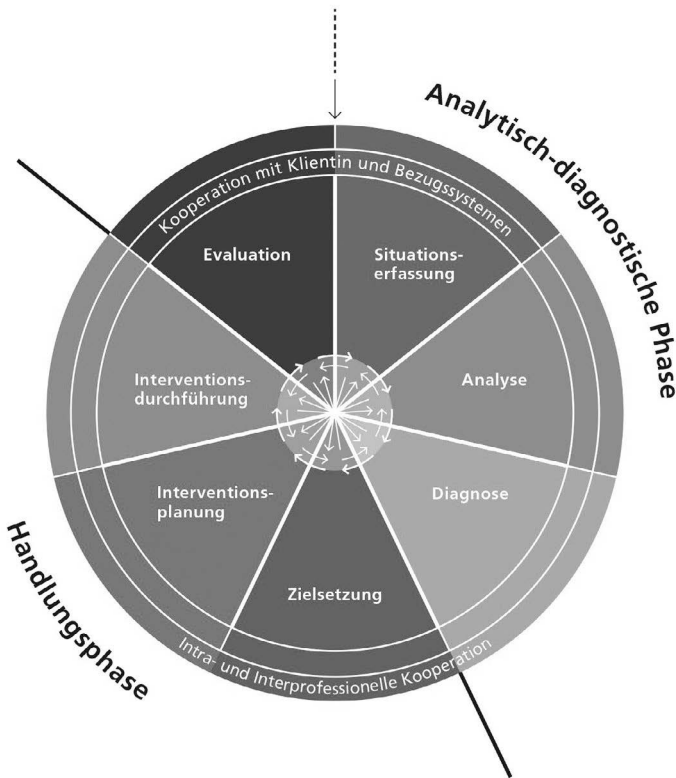 Analytisch-diagnostische Phase
Kooperation mit Klientin und Bezugssystemen
Evaluation
Situations-
erfassung
Analyse
Diagnose
Zielsetzung
Interventions-
planung
Interventions-
durchführung
Intra- und Interprofessionelle Kooperation
Handlungsphase